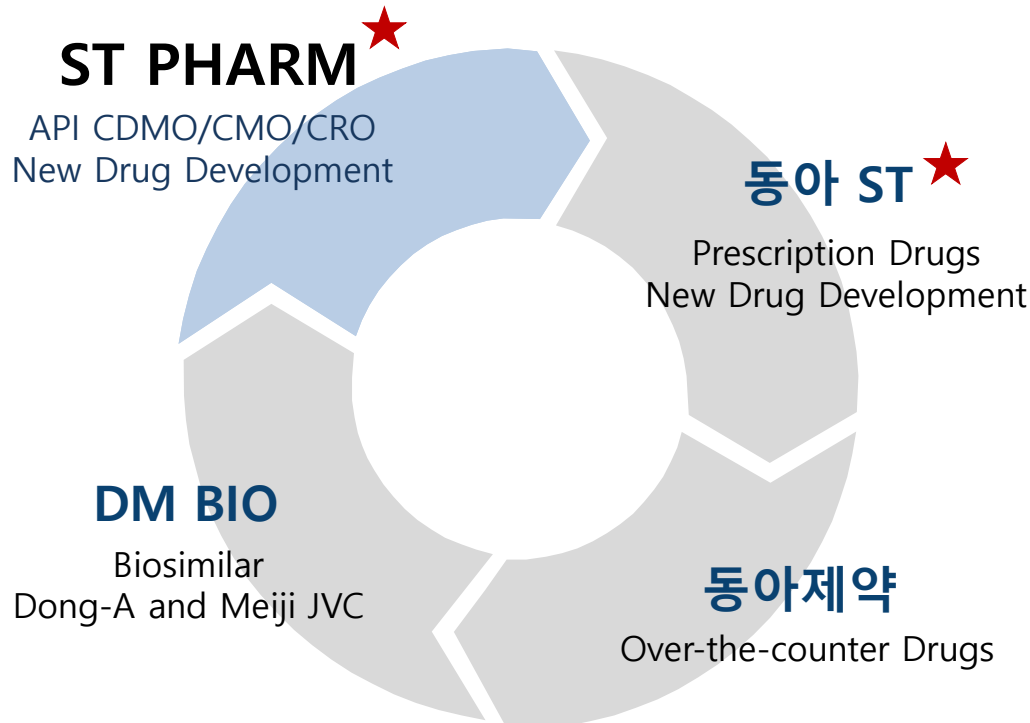 ST PHARM
API CDMO/CMO/CRO
New Drug Development
동아 ST
Prescription Drugs
New Drug Development
DM BIO
Biosimilar
Dong-A and Meiji JVC
동아제약
Over-the-counter Drugs